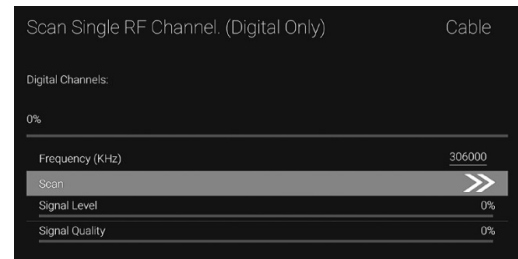 Scan Single RF Channel. (Digital Only) Cable
Digital Channels:
0%
Frequency (KHz) 306000
Scan
Signal Level 0%
Signal Quality 0%